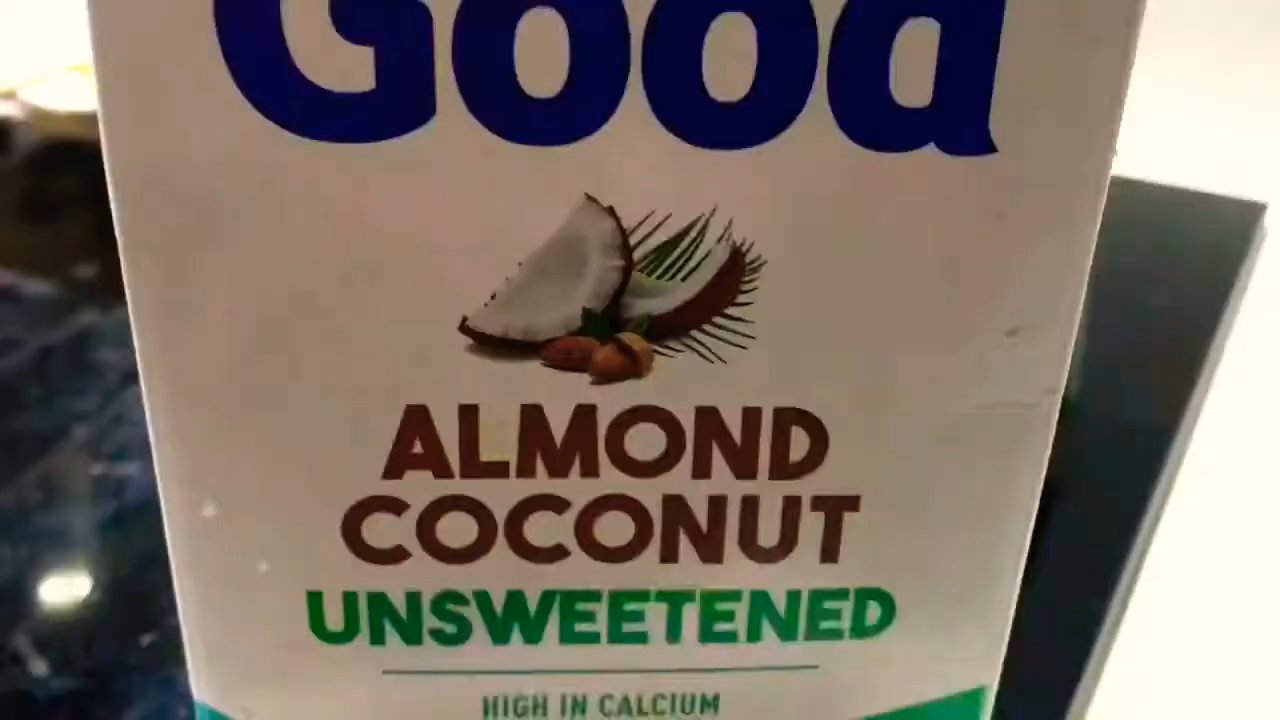 Good
ALMOND
COCONUT
UNSWEETENED
HIGH IN CALCIUM